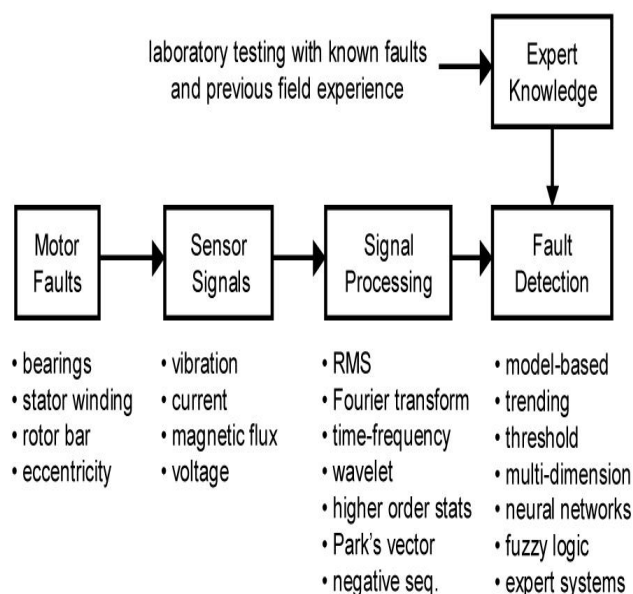 laboratory testing with known faults
and previous field experience
Expert
Knowledge
Motor
Faults
Sensor
Signals
Signal
Processing
Fault
Detection
• bearings
• stator winding
• rotor bar
• eccentricity
• vibration
• current
• magnetic flux
• voltage
• RMS
• Fourier transform
• time-frequency
• wavelet
• higher order stats
• Park's vector
• negative seq.
• model-based
• trending
• threshold
• multi-dimension
• neural networks
• fuzzy logic
• expert systems